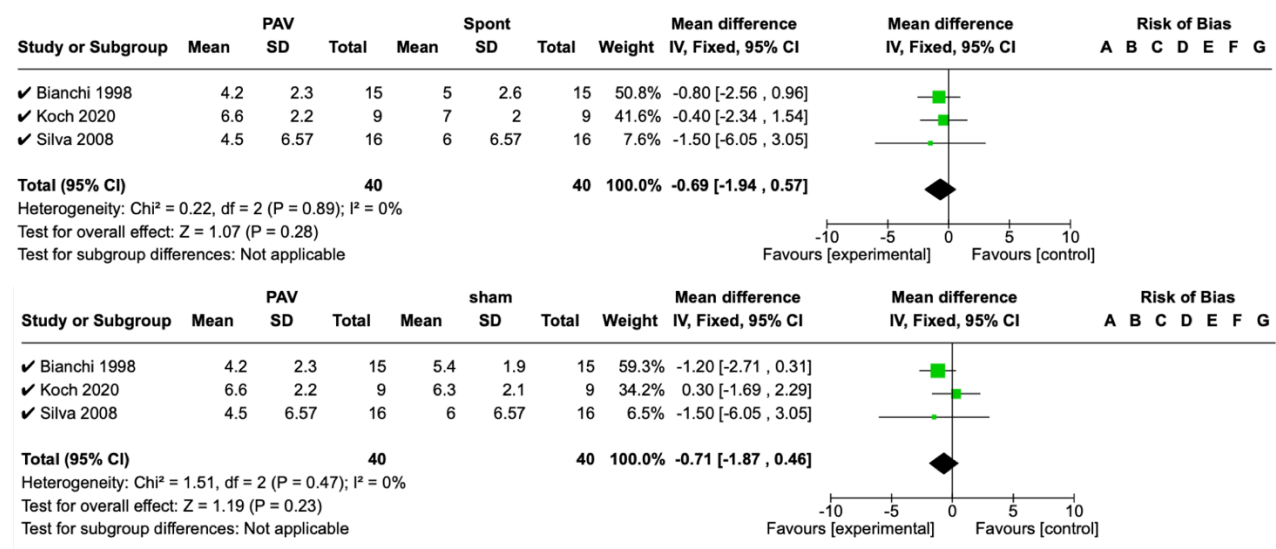 PAV Spont Mean difference Mean difference Risk of Bias
Study or Subgroup Mean SD Total Mean SD Total Weight IV, Fixed, 95% CI IV, Fixed, 95% CI A B C D E F G
✔ Bianchi 1998 4.2 2.3 15 5 2.6 15 50.8% -0.80 [-2.56 , 0.96]
✔ Koch 2020 6.6 2.2 9 7 2 9 41.6% -0.40 [-2.34 , 1.54]
✔ Silva 2008 4.5 6.57 16 6 6.57 16 7.6% -1.50 [-6.05 , 3.05]
Total (95% CI) 40 40 100.0% -0.69 [-1.94 , 0.57]
Heterogeneity: Chi² = 0.22, df = 2 (P = 0.89); I² = 0%
Test for overall effect: Z = 1.07 (P = 0.28)
-10 -5 0 5 10
Test for subgroup differences: Not applicable Favours [experimental] Favours [control]
PAV sham Mean difference Mean difference Risk of Bias
Study or Subgroup Mean SD Total Mean SD Total Weight IV, Fixed, 95% CI IV, Fixed, 95% CI A B C D E F G
✔ Bianchi 1998 4.2 2.3 15 5.4 1.9 15 59.3% -1.20 [-2.71 , 0.31]
✔ Koch 2020 6.6 2.2 9 6.3 2.1 9 34.2% 0.30 [-1.69 , 2.29]
✔ Silva 2008 4.5 6.57 16 6 6.57 16 6.5% -1.50 [-6.05 , 3.05]
Total (95% CI) 40 40 100.0% -0.71 [-1.87 , 0.46]
Heterogeneity: Chi² = 1.51, df = 2 (P = 0.47); I² = 0%
Test for overall effect: Z = 1.19 (P = 0.23)
-10 -5 0 5 10
Test for subgroup differences: Not applicable Favours [experimental] Favours [control]